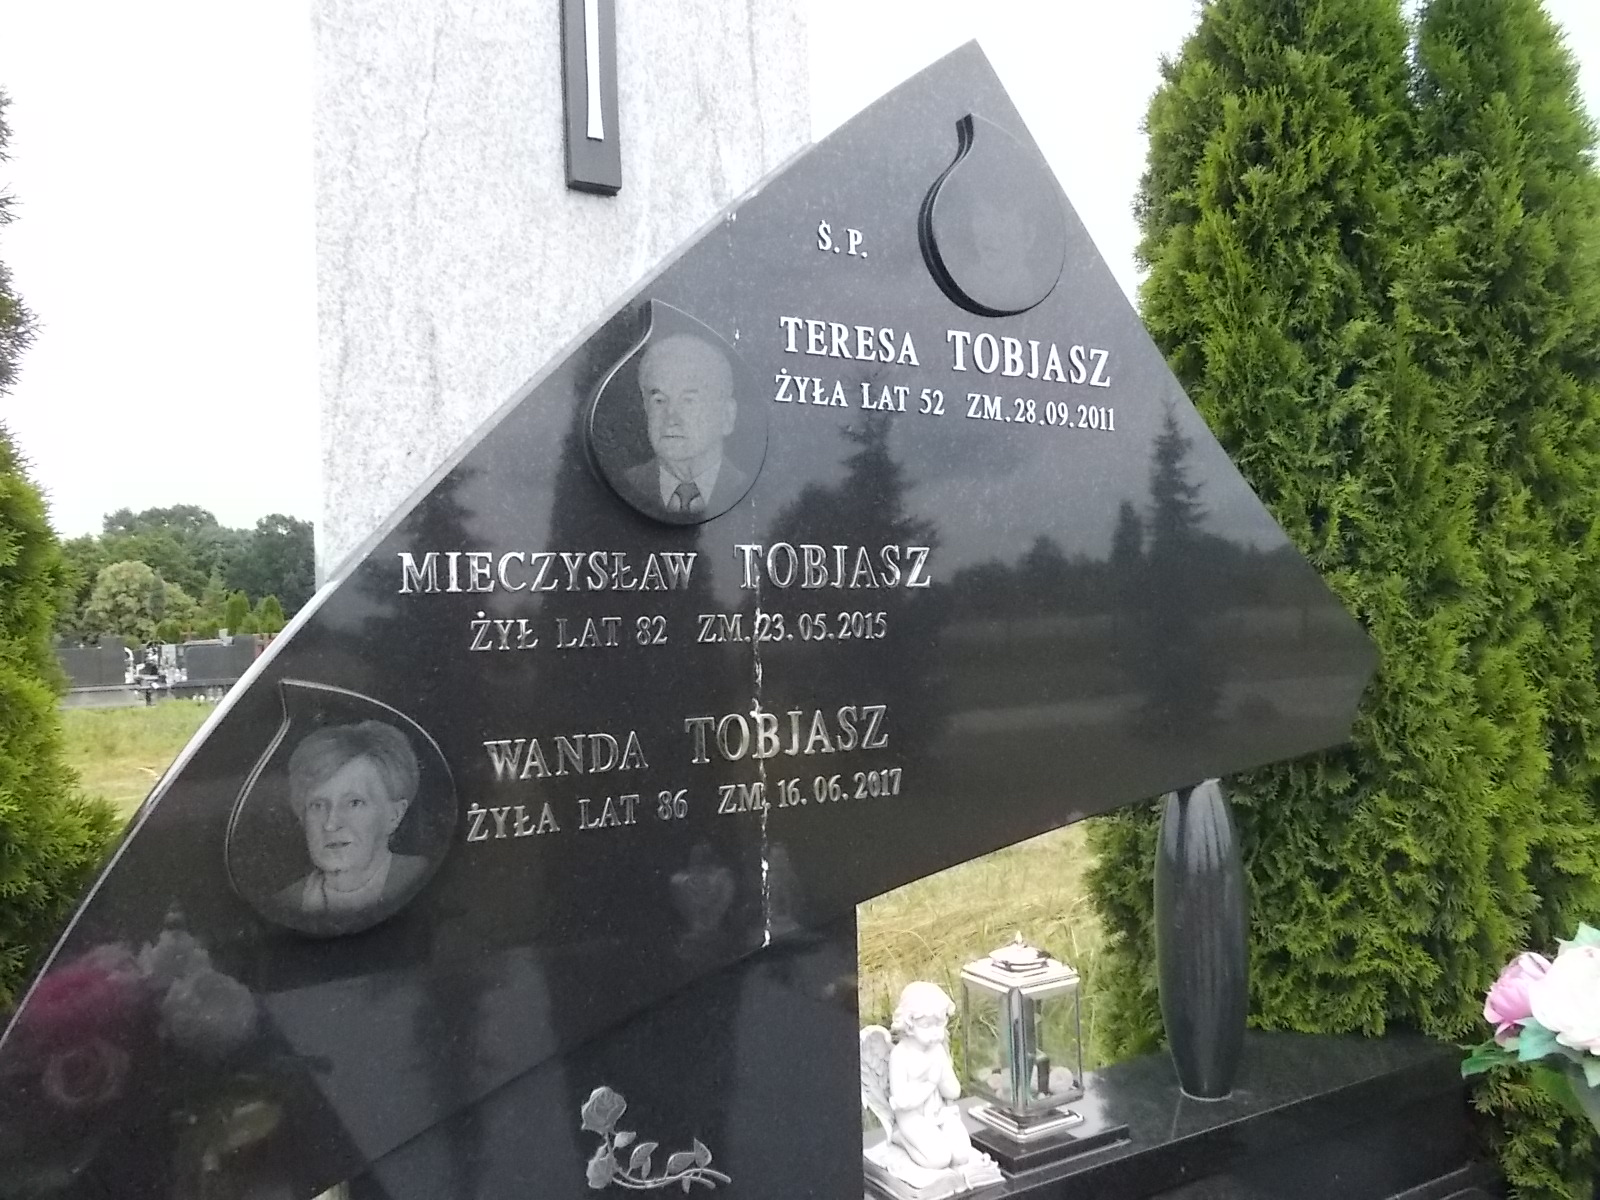 Ś.P.
TERESA TOBJASZ
ŻYŁA LAT 52 ZM.28.09.2011
MIECZYSŁAW TOBJASZ
ŻYŁ LAT 82 ZM.23.05.2015
WANDA TOBJASZ
ŻYŁA LAT 86 ZM.16.06.2017